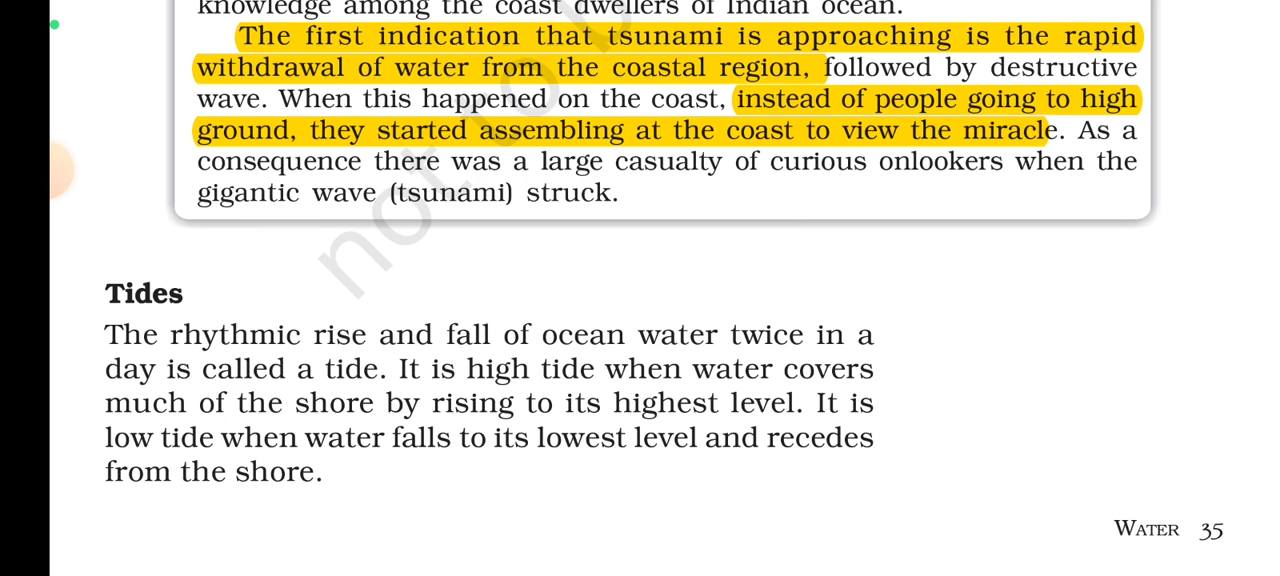 knowledge among the coast dwellers of Indian ocean.
The first indication that tsunami is approaching is the rapid
withdrawal of water from the coastal region, followed by destructive
wave. When this happened on the coast, instead of people going to high
ground, they started assembling at the coast to view the miracle. As a
consequence there was a large casualty of curious onlookers when the
gigantic wave (tsunami) struck.
not to b
Tides
The rhythmic rise and fall of ocean water twice in a
day is called a tide. It is high tide when water covers
much of the shore by rising to its highest level. It is
low tide when water falls to its lowest level and recedes
from the shore.
WATER 35